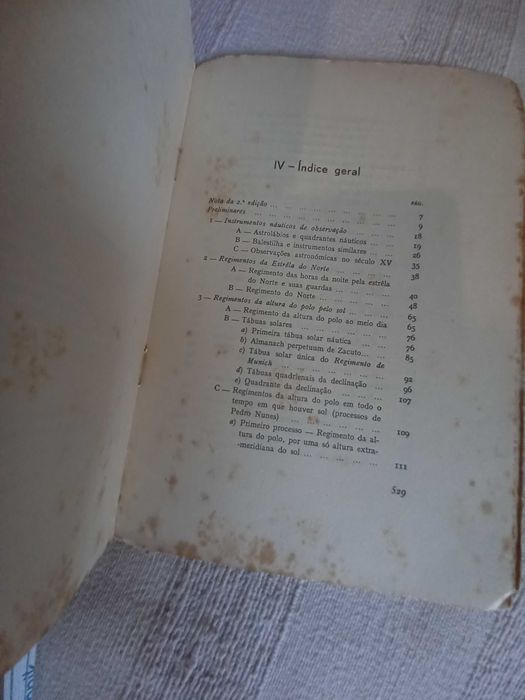 IV – Índice geral
PÁG.
Nota da 2.ª edição ... ... ... ... ... ... ... ... 7
Preliminares ... ... ... ... ... ... ... ... ... 9
1 — Instrumentos náuticos de observação ... ... ... 18
A — Astrolábios e quadrantes náuticos ... ... 19
B — Balestilha e instrumentos similares ... ... 26
C — Observações astronómicas no século XV 35
2 — Regimentos da Estrêla do Norte ... ... ... ... 38
A — Regimento das horas da noite pela estrêla
do Norte e suas guardas ... ... ... ... ... 40
B — Regimento do Norte ... ... ... ... ... 48
3 — Regimentos da altura do polo pelo sol ... ... ... 65
A — Regimento da altura do polo ao meio dia 65
B — Tábuas solares ... ... ... ... ... ... 76
a) Primeira tábua solar náutica ... ... 76
b) Almanach perpetuum de Zacuto... ... 85
c) Tábua solar única do Regimento de
Munich ... ... ... ... ... ... ... 92
d) Tábuas quadrienais da declinação ... 96
e) Quadrante da declinação ... ... ... 107
C — Regimentos da altura do polo em todo o
tempo em que houver sol (processos de
Pedro Nunes) ... ... ... ... ... ... 109
a) Primeiro processo — Regimento da al-
tura do polo, por uma só altura extra-
-meridiana do sol ... ... ... ... ... 111
529